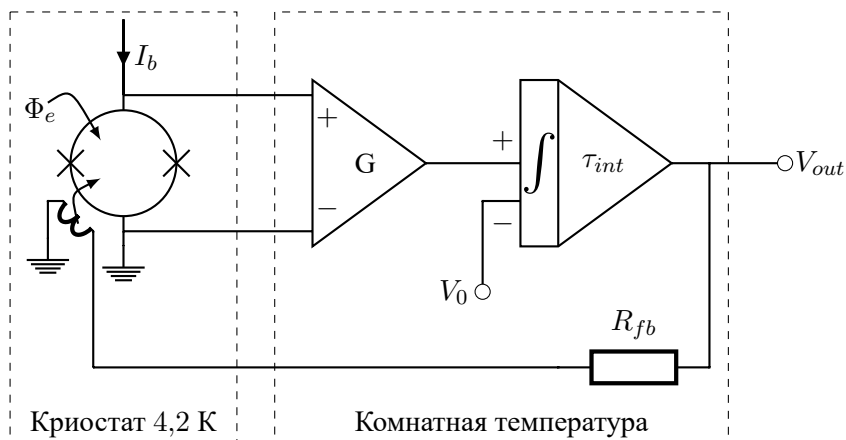 I_b
Φ_e
+
−
G
+
−
∫
τ_int
V_out
V_0
R_fb
Криостат 4,2 К
Комнатная температура